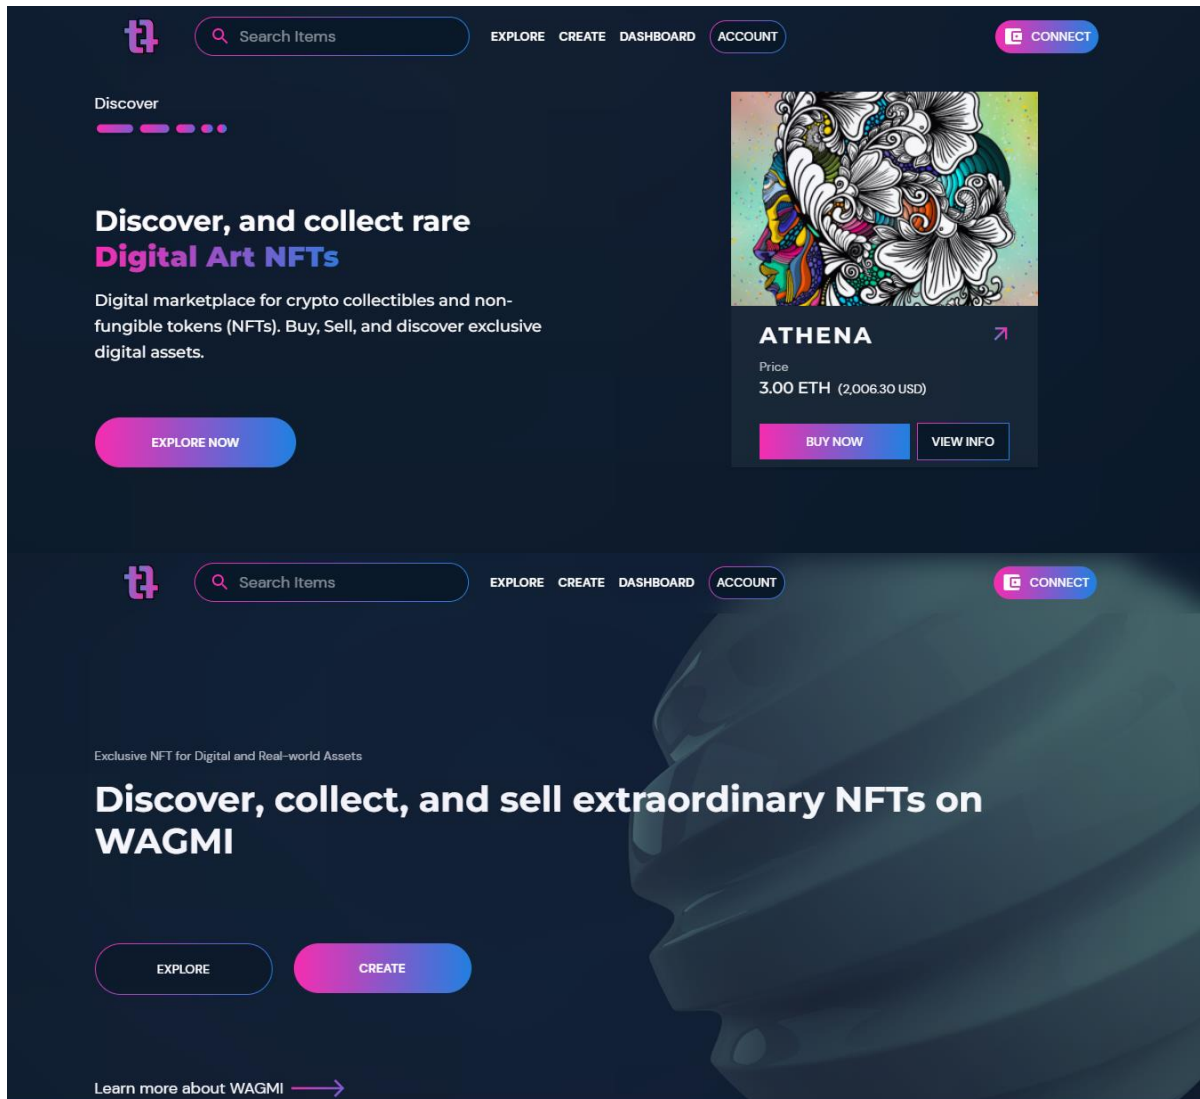 Search Items
EXPLORE CREATE DASHBOARD ACCOUNT
CONNECT
Discover
Discover, and collect rare
Digital Art NFTs
Digital marketplace for crypto collectibles and non-
fungible tokens (NFTs). Buy, Sell, and discover exclusive
digital assets.
EXPLORE NOW
ATHENA
Price
3.00 ETH (2,006.30 USD)
BUY NOW
VIEW INFO
Search Items
EXPLORE CREATE DASHBOARD ACCOUNT
CONNECT
Exclusive NFT for Digital and Real-world Assets
Discover, collect, and sell extraordinary NFTs on
WAGMI
EXPLORE
CREATE
Learn more about WAGMI